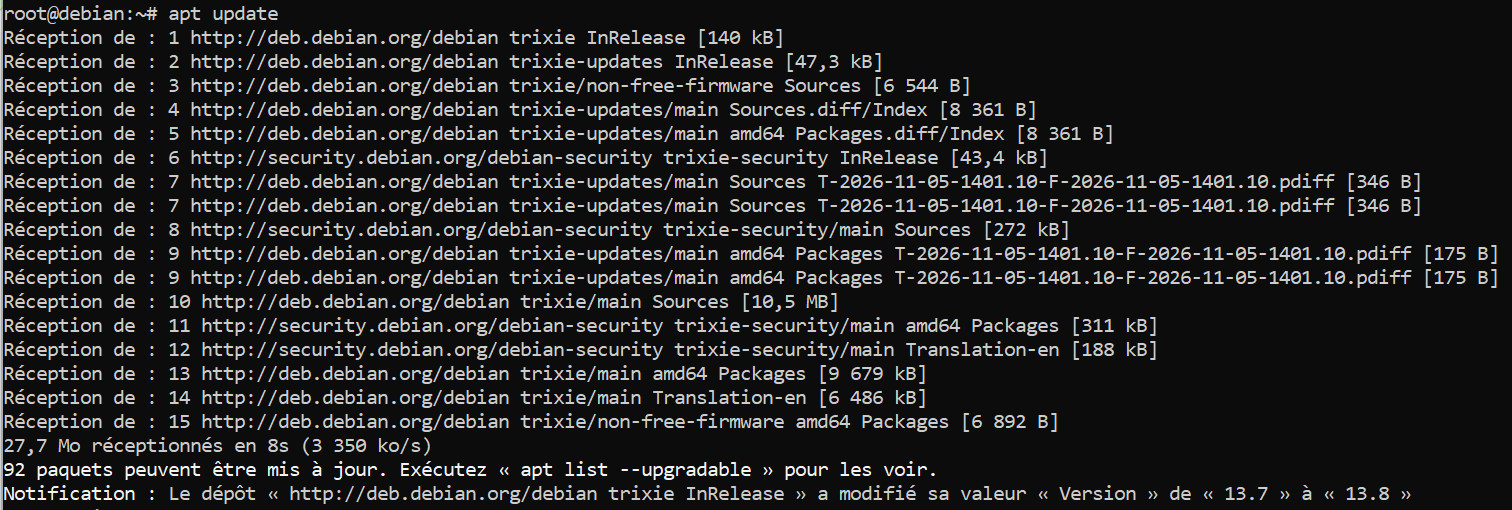 root@debian:~# apt update
Réception de : 1 http://deb.debian.org/debian trixie InRelease [140 kB]
Réception de : 2 http://deb.debian.org/debian trixie-updates InRelease [47,3 kB]
Réception de : 3 http://deb.debian.org/debian trixie/non-free-firmware Sources [6 544 B]
Réception de : 4 http://deb.debian.org/debian trixie-updates/main Sources.diff/Index [8 361 B]
Réception de : 5 http://deb.debian.org/debian trixie-updates/main amd64 Packages.diff/Index [8 361 B]
Réception de : 6 http://security.debian.org/debian-security trixie-security InRelease [43,4 kB]
Réception de : 7 http://deb.debian.org/debian trixie-updates/main Sources T-2026-11-05-1401.10-F-2026-11-05-1401.10.pdiff [346 B]
Réception de : 7 http://deb.debian.org/debian trixie-updates/main Sources T-2026-11-05-1401.10-F-2026-11-05-1401.10.pdiff [346 B]
Réception de : 8 http://security.debian.org/debian-security trixie-security/main Sources [272 kB]
Réception de : 9 http://deb.debian.org/debian trixie-updates/main amd64 Packages T-2026-11-05-1401.10-F-2026-11-05-1401.10.pdiff [175 B]
Réception de : 9 http://deb.debian.org/debian trixie-updates/main amd64 Packages T-2026-11-05-1401.10-F-2026-11-05-1401.10.pdiff [175 B]
Réception de : 10 http://deb.debian.org/debian trixie/main Sources [10,5 MB]
Réception de : 11 http://security.debian.org/debian-security trixie-security/main amd64 Packages [311 kB]
Réception de : 12 http://security.debian.org/debian-security trixie-security/main Translation-en [188 kB]
Réception de : 13 http://deb.debian.org/debian trixie/main amd64 Packages [9 679 kB]
Réception de : 14 http://deb.debian.org/debian trixie/main Translation-en [6 486 kB]
Réception de : 15 http://deb.debian.org/debian trixie/non-free-firmware amd64 Packages [6 892 B]
27,7 Mo réceptionnés en 8s (3 350 ko/s)
92 paquets peuvent être mis à jour. Exécutez « apt list --upgradable » pour les voir.
Notification : Le dépôt « http://deb.debian.org/debian trixie InRelease » a modifié sa valeur « Version » de « 13.7 » à « 13.8 »